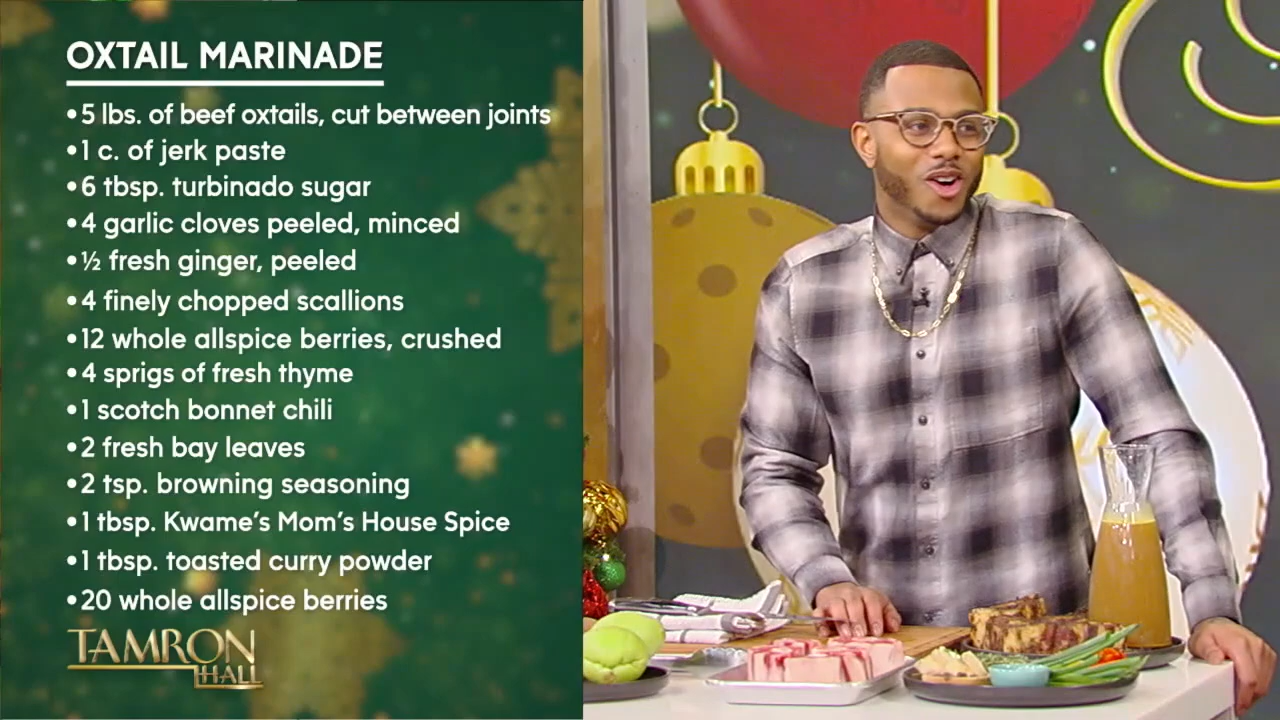 OXTAIL MARINADE
•5 lbs. of beef oxtails, cut between joints
•1 c. of jerk paste
•6 tbsp. turbinado sugar
•4 garlic cloves peeled, minced
•½ fresh ginger, peeled
•4 finely chopped scallions
•12 whole allspice berries, crushed
•4 sprigs of fresh thyme
•1 scotch bonnet chili
•2 fresh bay leaves
•2 tsp. browning seasoning
•1 tbsp. Kwame's Mom's House Spice
•1 tbsp. toasted curry powder
•20 whole allspice berries
TAMRON
HALL